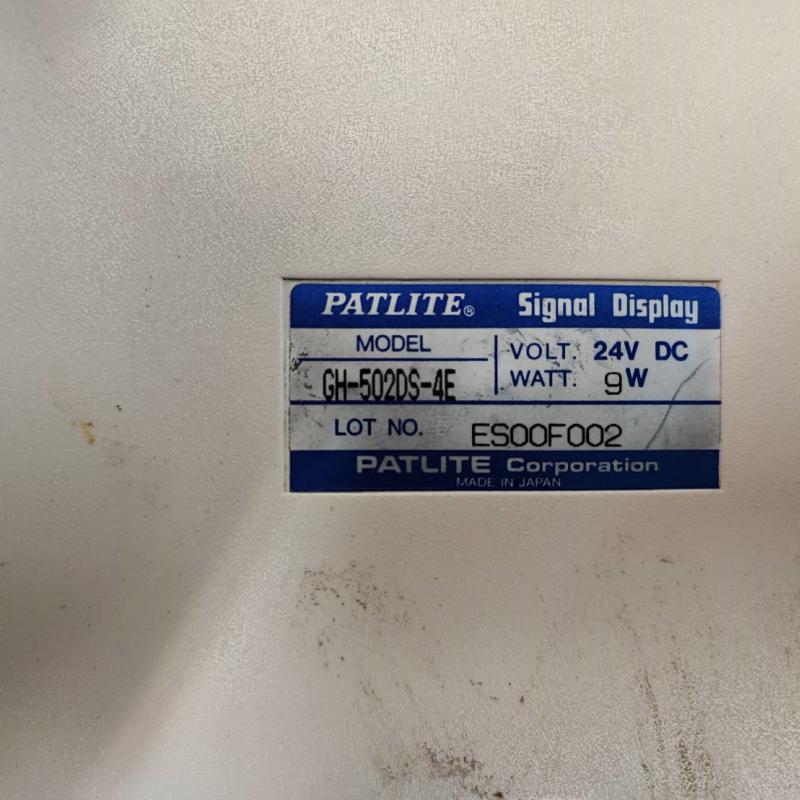 PATLITE® Signal Display
MODEL
GH-502DS-4E
VOLT. 24V DC
WATT. 9W
LOT NO. ES00F002
PATLITE Corporation
MADE IN JAPAN